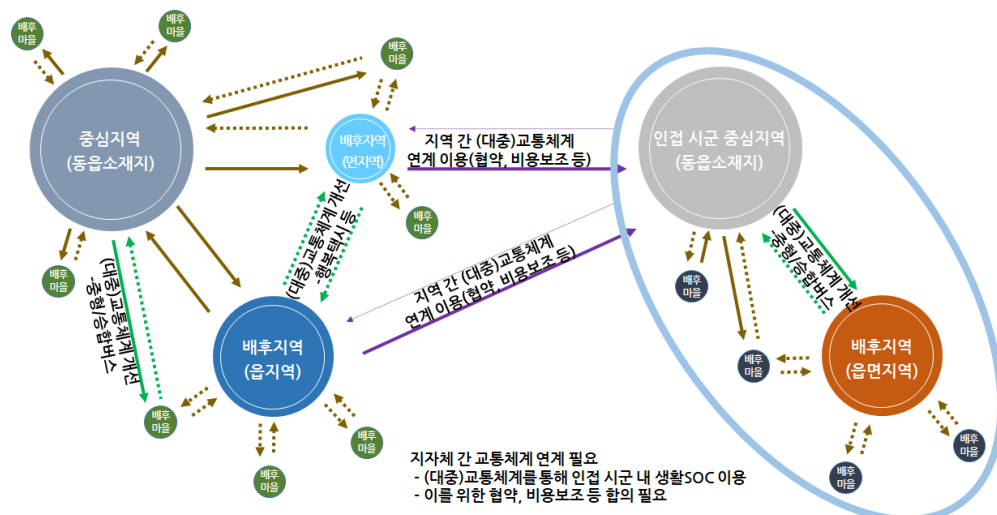 배후
마을
배후
마을
배후
마을
중심지역
(동읍소재지)
배후지역
(면지역)
지역 간 (대중)교통체계
연계 이용(협약, 비용보조 등)
인접 시군 중심지역
(동읍소재지)
배후
마을
배후
마을
(대중)교통체계 개선
-중형/승합버스
(대중)교통체계 개선
-행복택시 등
지역 간 (대중)교통체계
연계 이용(협약, 비용보조 등)
(대중)교통체계 개선
-중형/승합버스
배후
마을
배후지역
(읍지역)
배후
마을
배후지역
(읍면지역)
배후
마을
배후
마을
배후
마을
배후
마을
배후
마을
지자체 간 교통체계 연계 필요
- (대중)교통체계를 통해 인접 시군 내 생활SOC 이용
- 이를 위한 협약, 비용보조 등 합의 필요